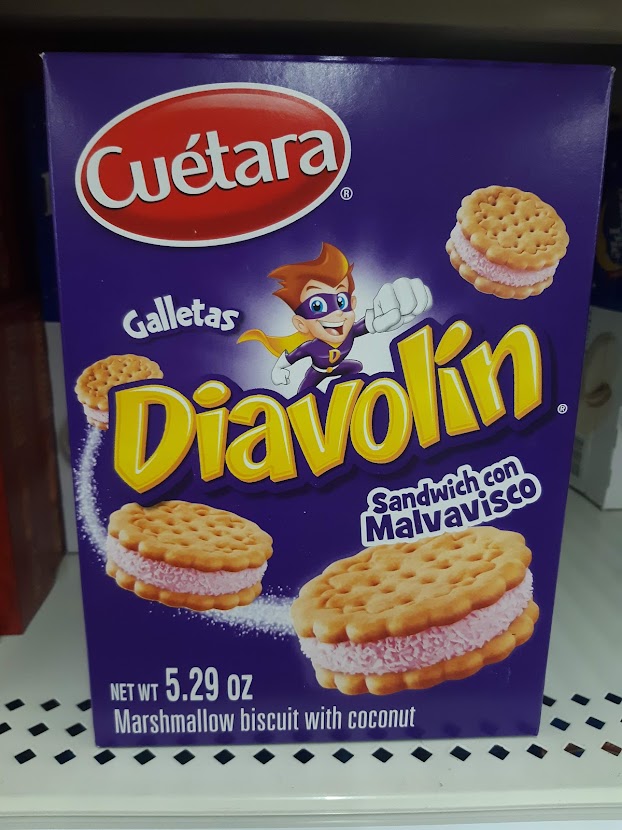 Cuétara
®
Galletas
D
Diavolín
®
Sandwich con
Malvavisco
NET WT 5.29 OZ
Marshmallow biscuit with coconut